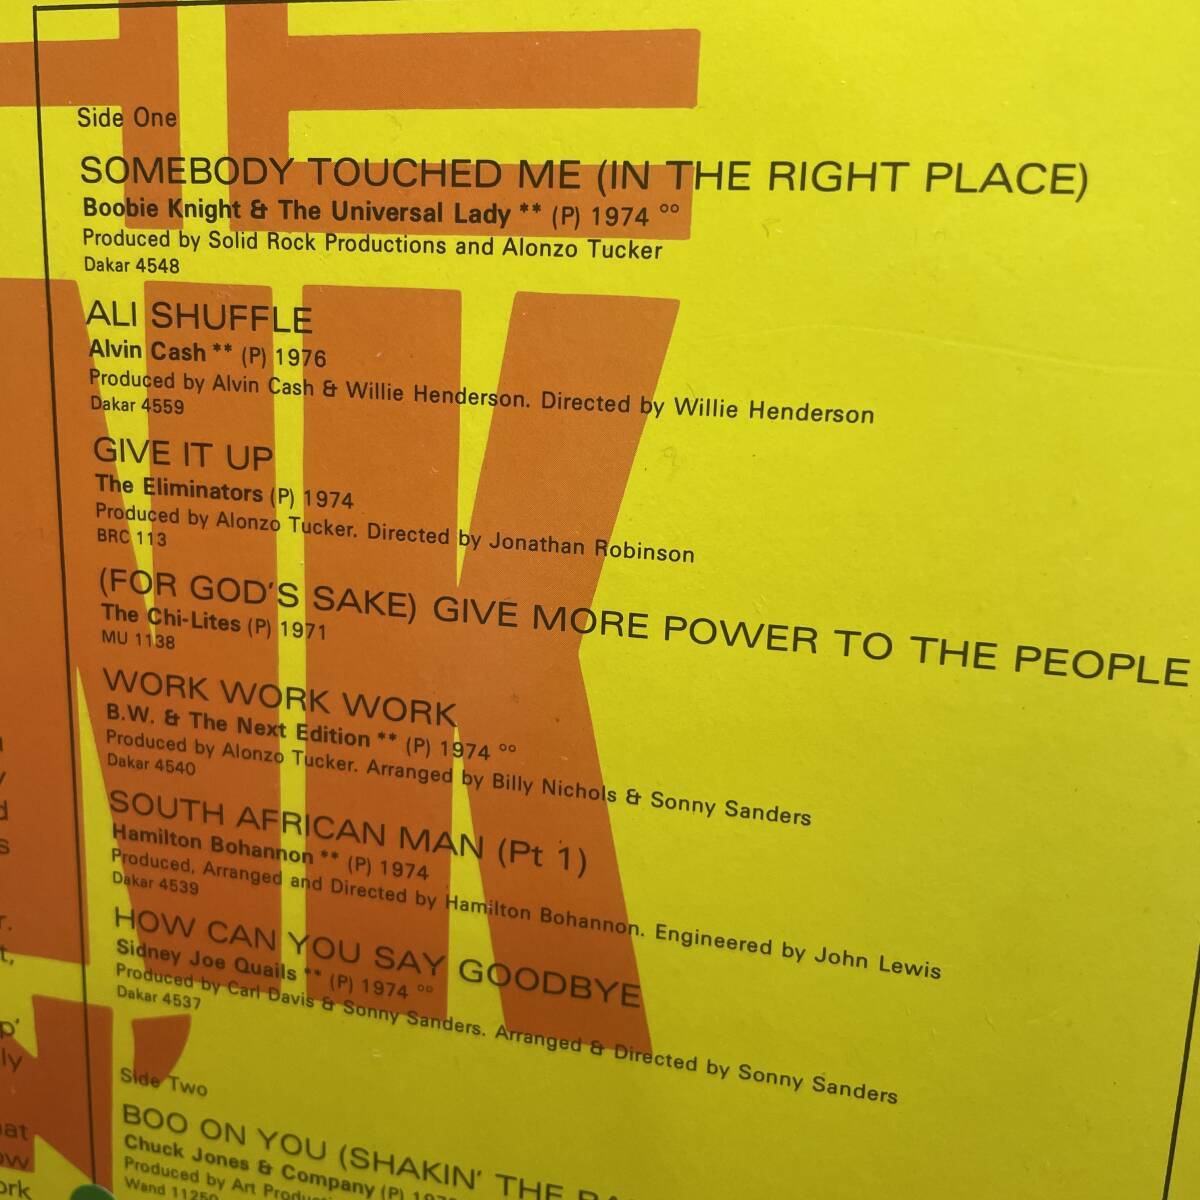 Side One
SOMEBODY TOUCHED ME (IN THE RIGHT PLACE)
Boobie Knight & The Universal Lady ** (P) 1974 °°
Produced by Solid Rock Productions and Alonzo Tucker
Dakar 4548
ALI SHUFFLE
Alvin Cash ** (P) 1976
Produced by Alvin Cash & Willie Henderson. Directed by Willie Henderson
Dakar 4559
GIVE IT UP
The Eliminators (P) 1974
Produced by Alonzo Tucker. Directed by Jonathan Robinson
BRC 113
(FOR GOD'S SAKE) GIVE MORE POWER TO THE PEOPLE
The Chi-Lites (P) 1971
MU 1138
WORK WORK WORK
B.W. & The Next Edition ** (P) 1974 °°
Produced by Alonzo Tucker. Arranged by Billy Nichols & Sonny Sanders
Dakar 4540
SOUTH AFRICAN MAN (Pt 1)
Hamilton Bohannon ** (P) 1974
Produced, Arranged and Directed by Hamilton Bohannon. Engineered by John Lewis
Dakar 4539
HOW CAN YOU SAY GOODBYE
Sidney Joe Quails ** (P) 1974 °°
Produced by Carl Davis & Sonny Sanders. Arranged & Directed by Sonny Sanders
Dakar 4537
Side Two
BOO ON YOU (SHAKIN' THE
Chuck Jones & Company (P)
Produced by Art
Wand 11250